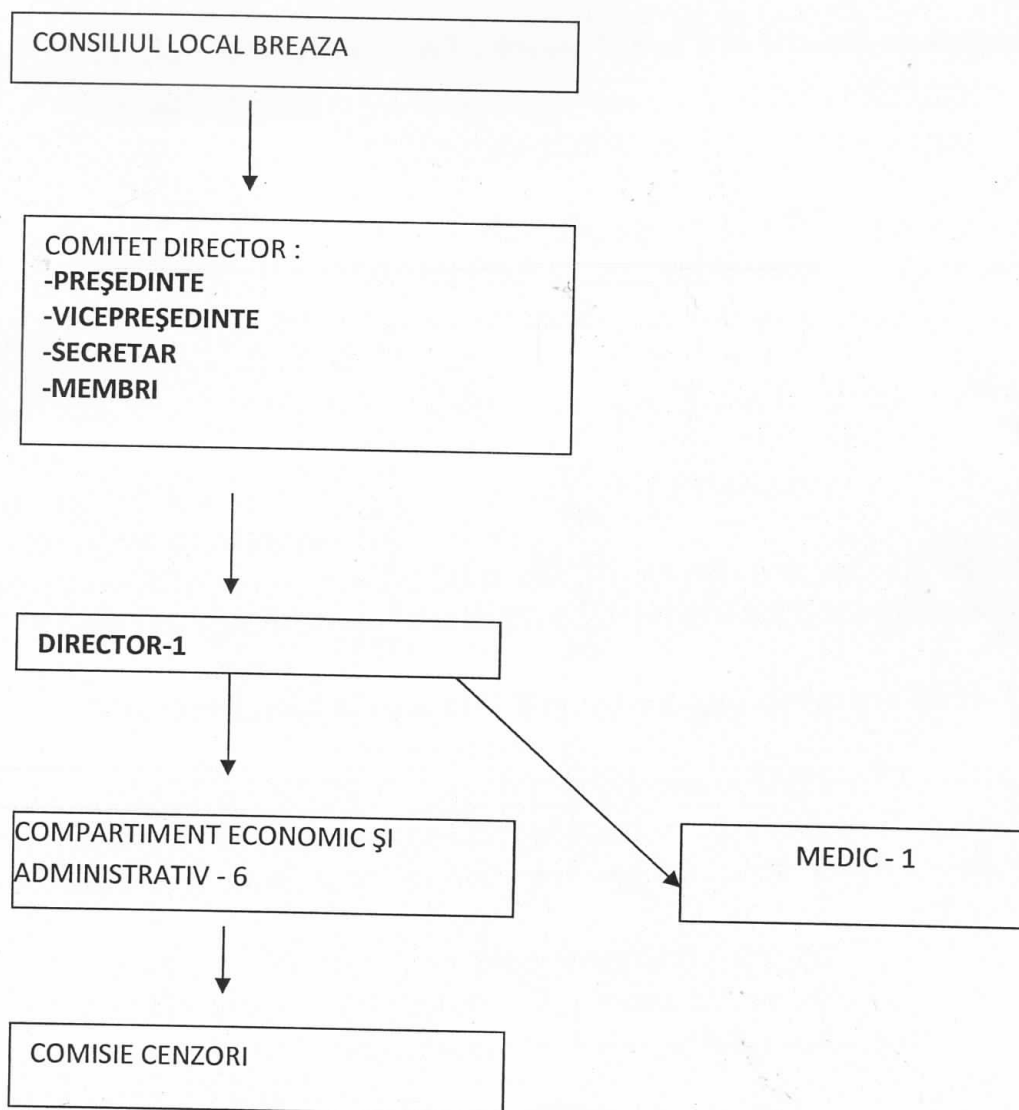 CONSILIUL LOCAL BREAZA
COMITET DIRECTOR :
-PREŞEDINTE
-VICEPREŞEDINTE
-SECRETAR
-MEMBRI
DIRECTOR-1
COMPARTIMENT ECONOMIC ŞI
ADMINISTRATIV - 6
MEDIC - 1
COMISIE CENZORI